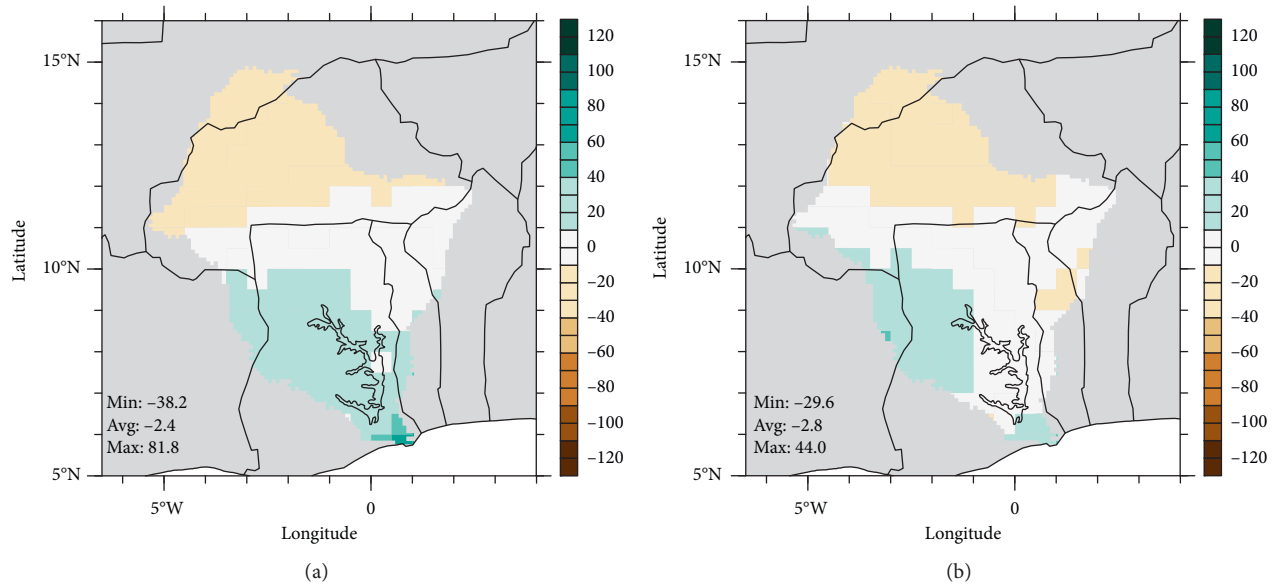 15°N
10°N
5°N
Latitude
5°W
0
Longitude
Min: –38.2
Avg: –2.4
Max: 81.8
120
100
80
60
40
20
0
–20
–40
–60
–80
–100
–120
(a)
15°N
10°N
5°N
Latitude
5°W
0
Longitude
Min: –29.6
Avg: –2.8
Max: 44.0
120
100
80
60
40
20
0
–20
–40
–60
–80
–100
–120
(b)